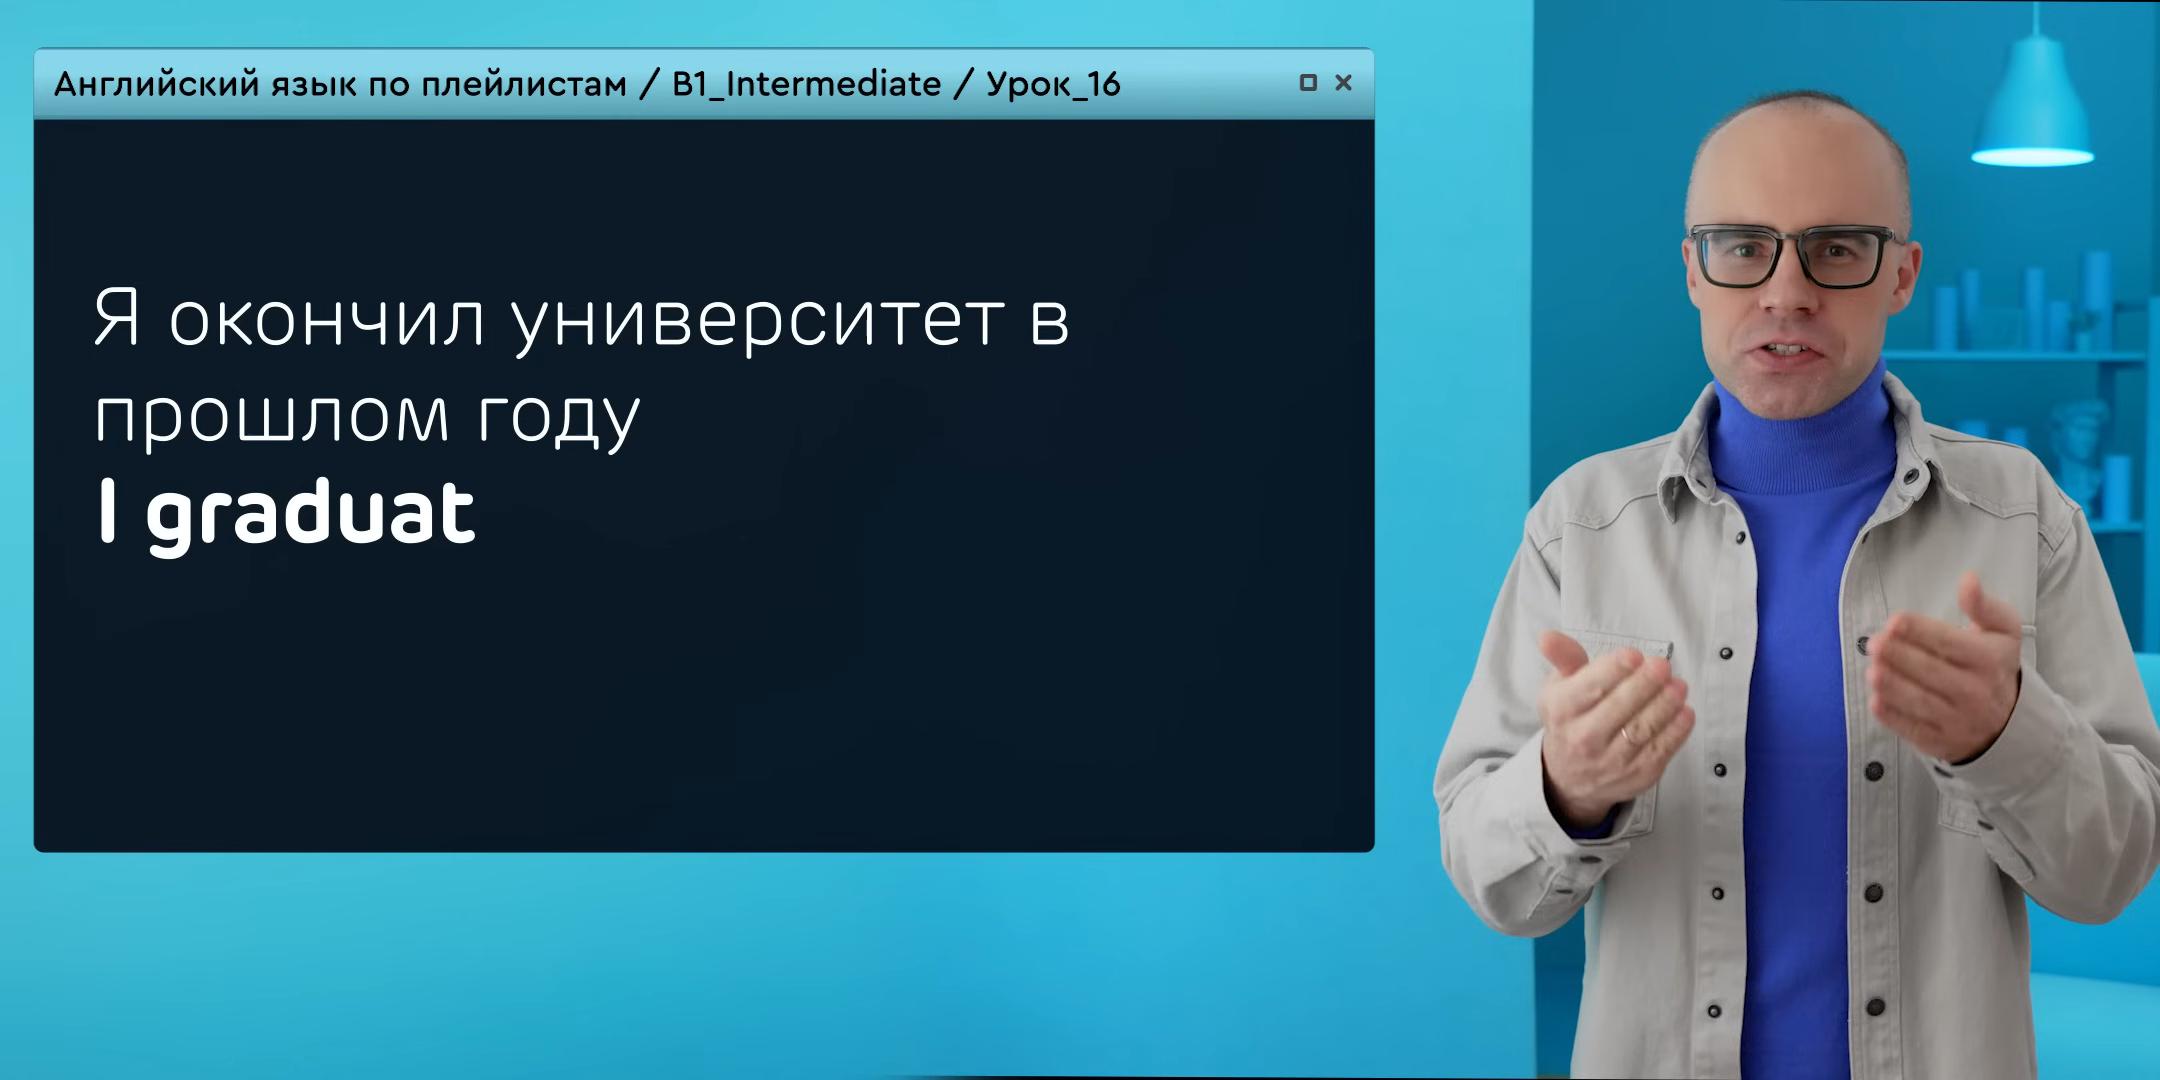 Английский язык по плейлистам / B1_Intermediate / Урок_16
Я окончил университет в
прошлом году
I graduat